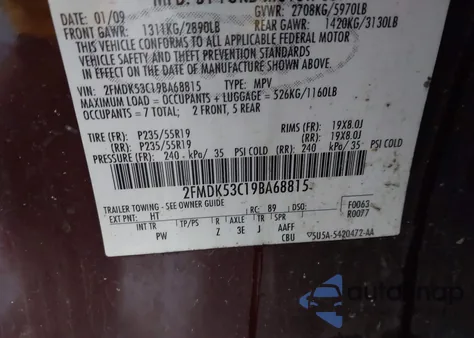 MFD. BY FORD MOTOR
DATE: 01/09 GVWR: 2708KG/5970LB
FRONT GAWR: 1311KG/2890LB REAR GAWR: 1420KG/3130LB
THIS VEHICLE CONFORMS TO ALL APPLICABLE FEDERAL MOTOR
VEHICLE SAFETY AND THEFT PREVENTION STANDARDS IN
EFFECT ON THE DATE OF MANUFACTURE SHOWN ABOVE.
VIN: 2FMDK53C19BA68815 TYPE: MPV
MAXIMUM LOAD = OCCUPANTS + LUGGAGE = 526KG/1160LB
OCCUPANTS = 7 TOTAL; 2 FRONT, 5 REAR
TIRE (FR): P235/55R19 RIMS (FR): 19X8.0J
(RR): P235/55R19 (RR): 19X8.0J
PRESSURE (FR): 240 kPa/ 35 PSI COLD (RR): 240 kPa/ 35 PSI COLD
2FMDK53C19BA68815
TRAILER TOWING - SEE OWNER GUIDE
EXT PNT: HT RC: 89 DSO: F0063
R0077
INT TR TP/PS R AXLE TR SPR
PW Z 3E J AAFF
CBU 5U5A-5420472-AA
autobidmap